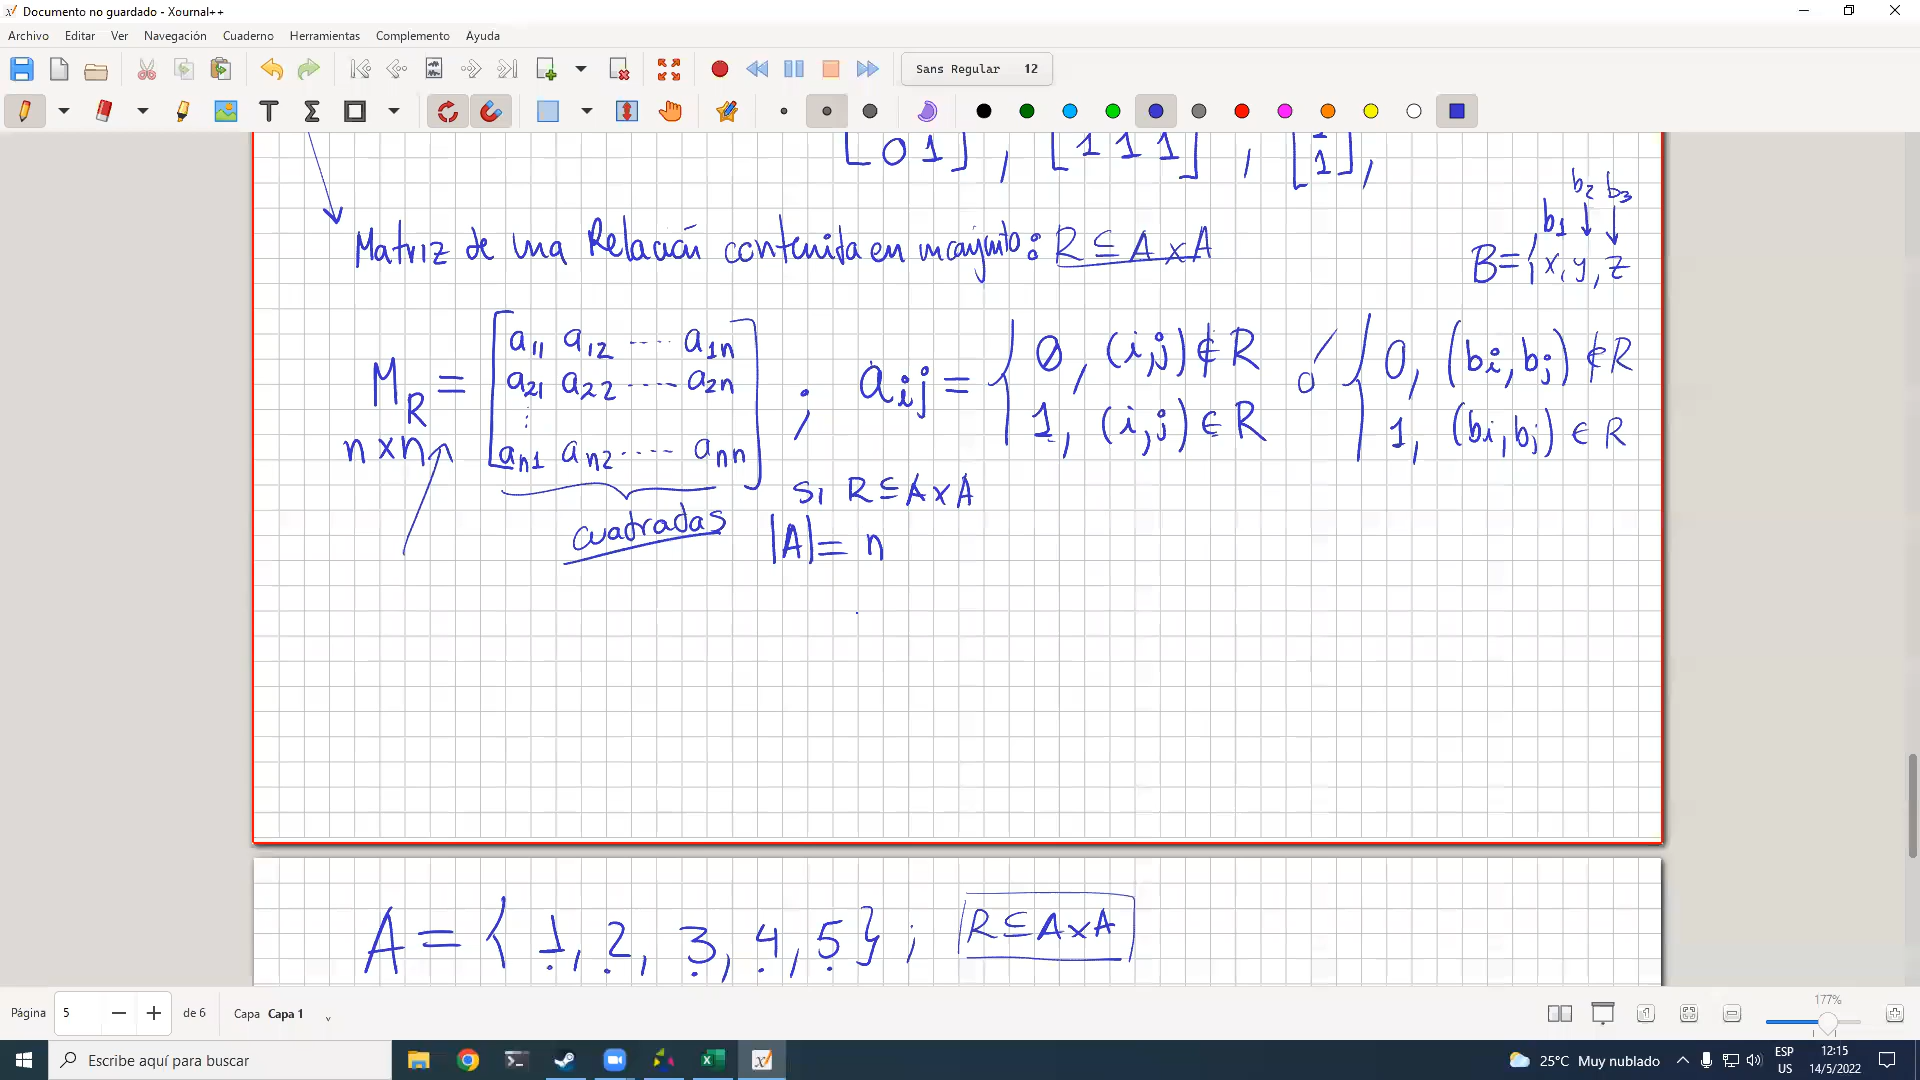 Documento no guardado - Xournal++
Archivo Editar Ver Navegación Cuaderno Herramientas Complemento Ayuda
Sans Regular 12
[0 1] , [1 1 1] , [1],
b2 b3
b1
Matriz de una Relación contenida en un conjunto: R ⊆ A x A
B = { x, y, z
M_R = [ a11 a12 ···· a1n ; a_ij = { 0, (i,j) ∉ R ó { 0, (bi, bj) ∉ R
a21 a22 ····· a2n
1, (i,j) ∈ R 1, (bi, bj) ∈ R
n x n
an1 an2 ····· ann ]
Si R ⊆ A x A
cuadradas
|A| = n
A = { 1, 2, 3, 4, 5 } ; R ⊆ A x A
Página 5 de 6 Capa Capa 1
177%
Escribe aquí para buscar
25°C Muy nublado
ESP
US
12:15
14/5/2022